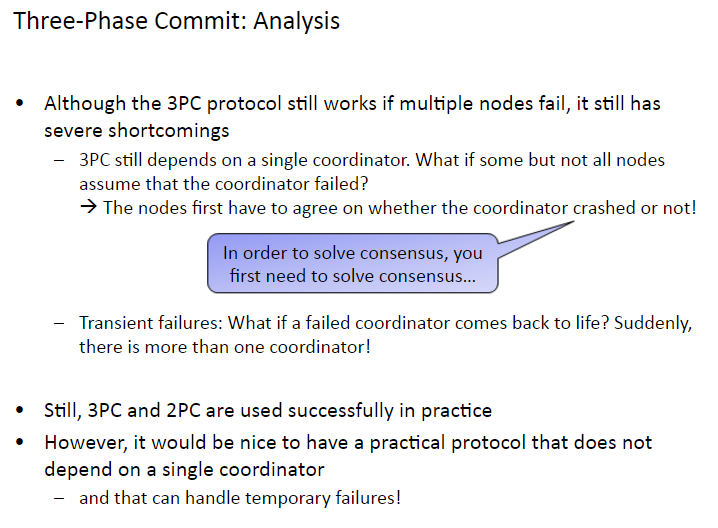 Three-Phase Commit: Analysis
• Although the 3PC protocol still works if multiple nodes fail, it still has
severe shortcomings
– 3PC still depends on a single coordinator. What if some but not all nodes
assume that the coordinator failed?
→ The nodes first have to agree on whether the coordinator crashed or not!
In order to solve consensus, you
first need to solve consensus...
– Transient failures: What if a failed coordinator comes back to life? Suddenly,
there is more than one coordinator!
• Still, 3PC and 2PC are used successfully in practice
• However, it would be nice to have a practical protocol that does not
depend on a single coordinator
– and that can handle temporary failures!